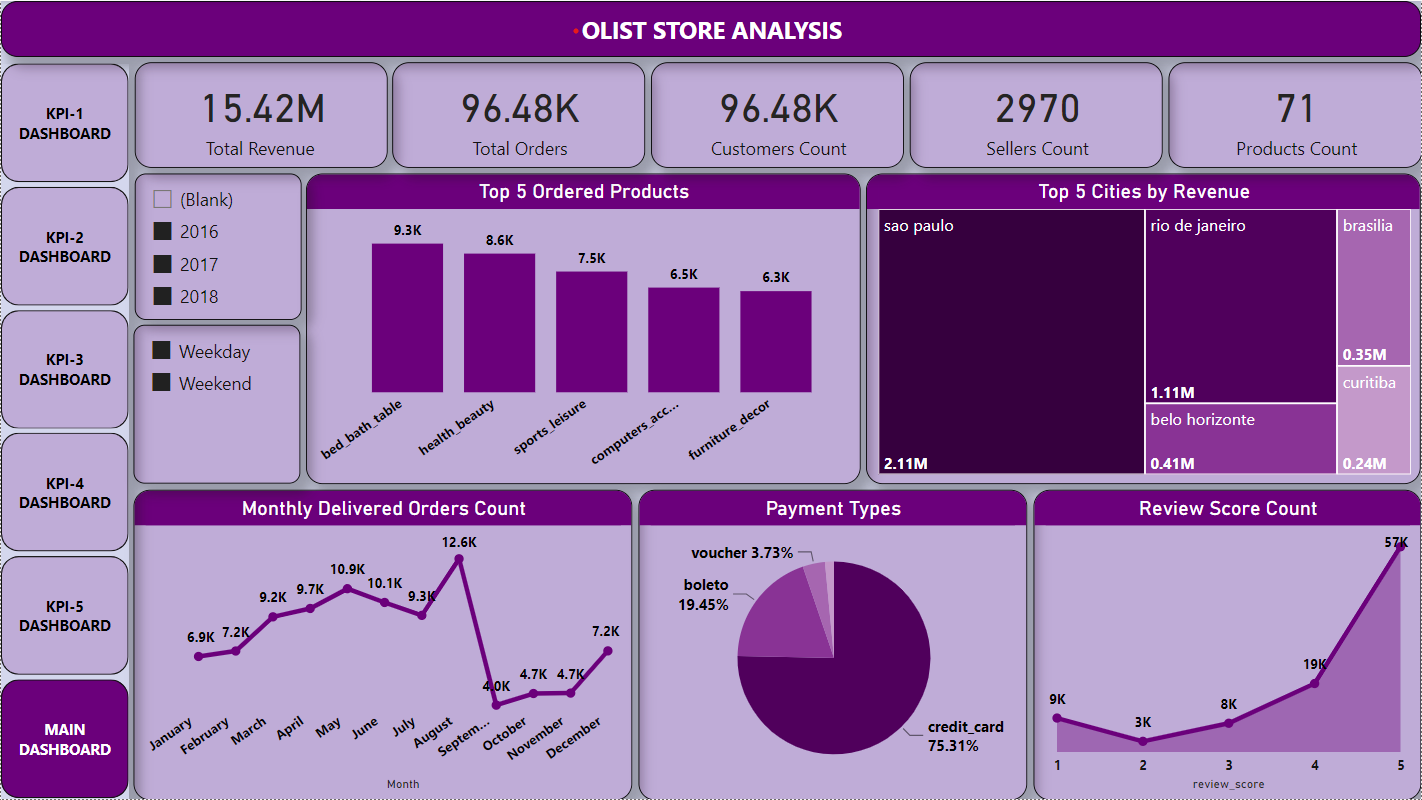 OLIST STORE ANALYSIS
KPI-1
DASHBOARD
KPI-2
DASHBOARD
KPI-3
DASHBOARD
KPI-4
DASHBOARD
KPI-5
DASHBOARD
MAIN
DASHBOARD
15.42M
Total Revenue
96.48K
Total Orders
96.48K
Customers Count
2970
Sellers Count
71
Products Count
(Blank)
2016
2017
2018
Weekday
Weekend
Top 5 Ordered Products
9.3K
8.6K
7.5K
6.5K
6.3K
bed_bath_table
health_beauty
sports_leisure
computers_acc...
furniture_decor
Top 5 Cities by Revenue
sao paulo
2.11M
rio de janeiro
1.11M
belo horizonte
0.41M
brasilia
0.35M
curitiba
0.24M
Monthly Delivered Orders Count
6.9K
7.2K
9.2K
9.7K
10.9K
10.1K
9.3K
12.6K
4.0K
4.7K
4.7K
7.2K
January
February
March
April
May
June
July
August
Septem...
October
November
December
Month
Payment Types
voucher 3.73%
boleto
19.45%
credit_card
75.31%
Review Score Count
9K
3K
8K
19K
57K
1
2
3
4
5
review_score